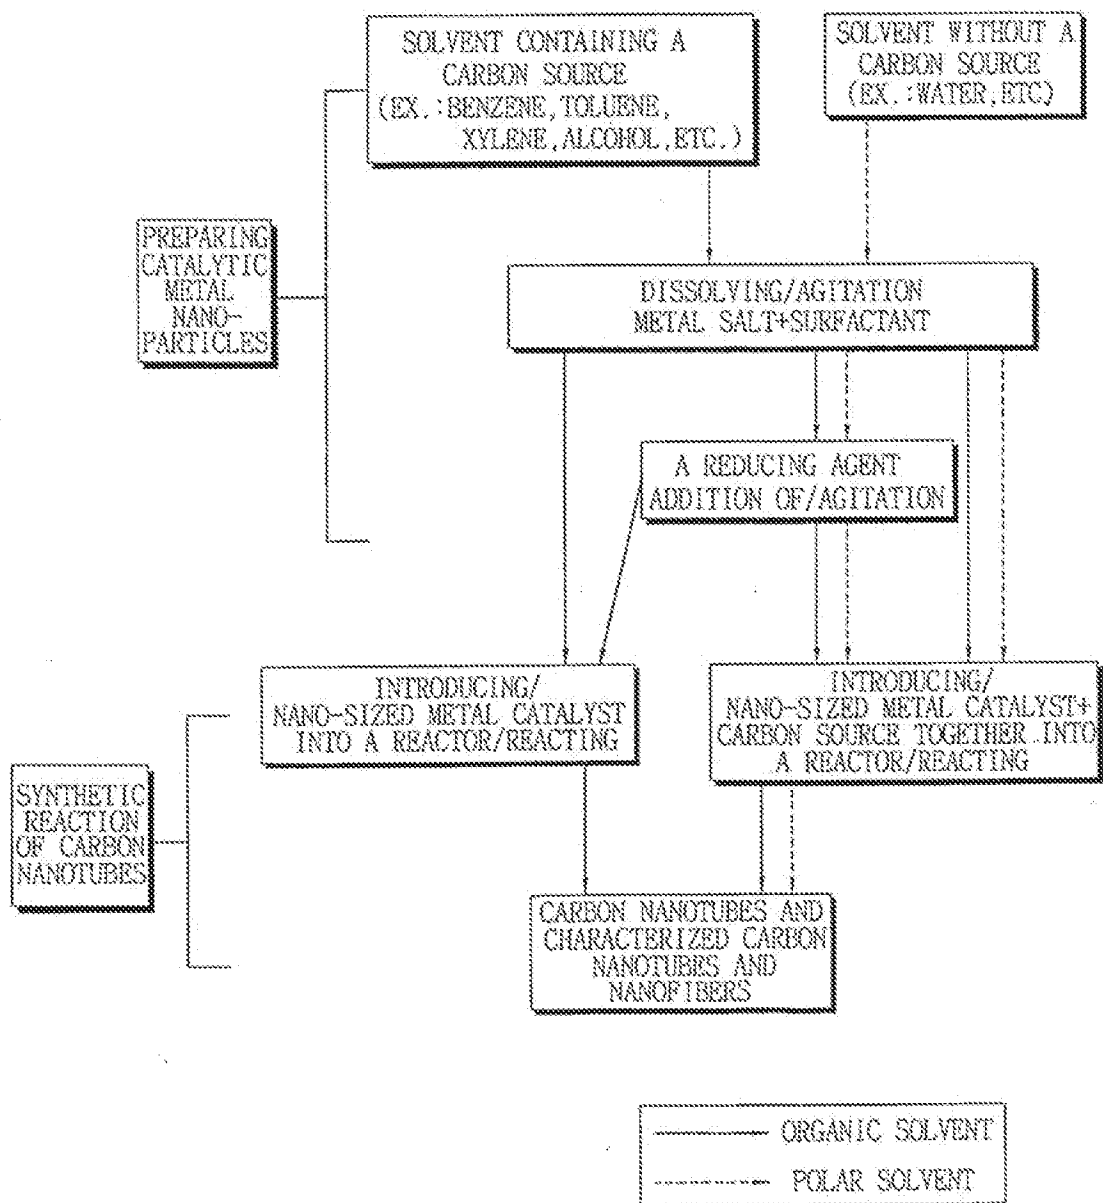 SOLVENT CONTAINING A
CARBON SOURCE
(EX.:BENZENE,TOLUENE,
XYLENE,ALCOHOL,ETC.)
SOLVENT WITHOUT A
CARBON SOURCE
(EX.:WATER,ETC)
PREPARING
CATALYTIC
METAL
NANO-
PARTICLES
DISSOLVING/AGITATION
METAL SALT+SURFACTANT
A REDUCING AGENT
ADDITION OF/AGITATION
INTRODUCING/
NANO-SIZED METAL CATALYST
INTO A REACTOR/REACTING
INTRODUCING/
NANO-SIZED METAL CATALYST+
CARBON SOURCE TOGETHER INTO
A REACTOR/REACTING
SYNTHETIC
REACTION
OF CARBON
NANOTUBES
CARBON NANOTUBES AND
CHARACTERIZED CARBON
NANOTUBES AND
NANOFIBERS
ORGANIC SOLVENT
POLAR SOLVENT